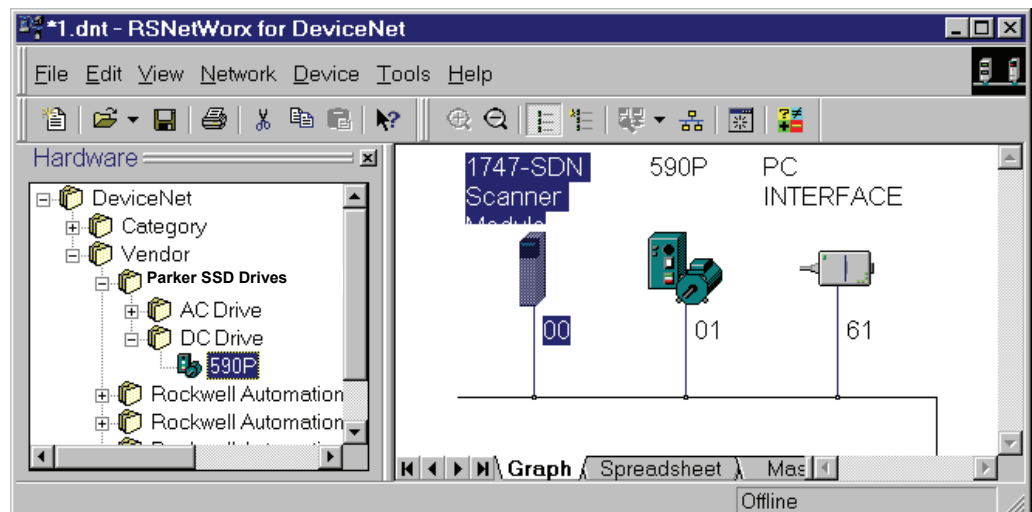 *1.dnt - RSNetWorx for DeviceNet
File Edit View Network Device Tools Help
Hardware
DeviceNet
Category
Vendor
Parker SSD Drives
AC Drive
DC Drive
590P
Rockwell Automation
Rockwell Automation
1747-SDN
Scanner
Module
590P
PC
INTERFACE
00
01
61
Graph
Spreadsheet
Mas
Offline